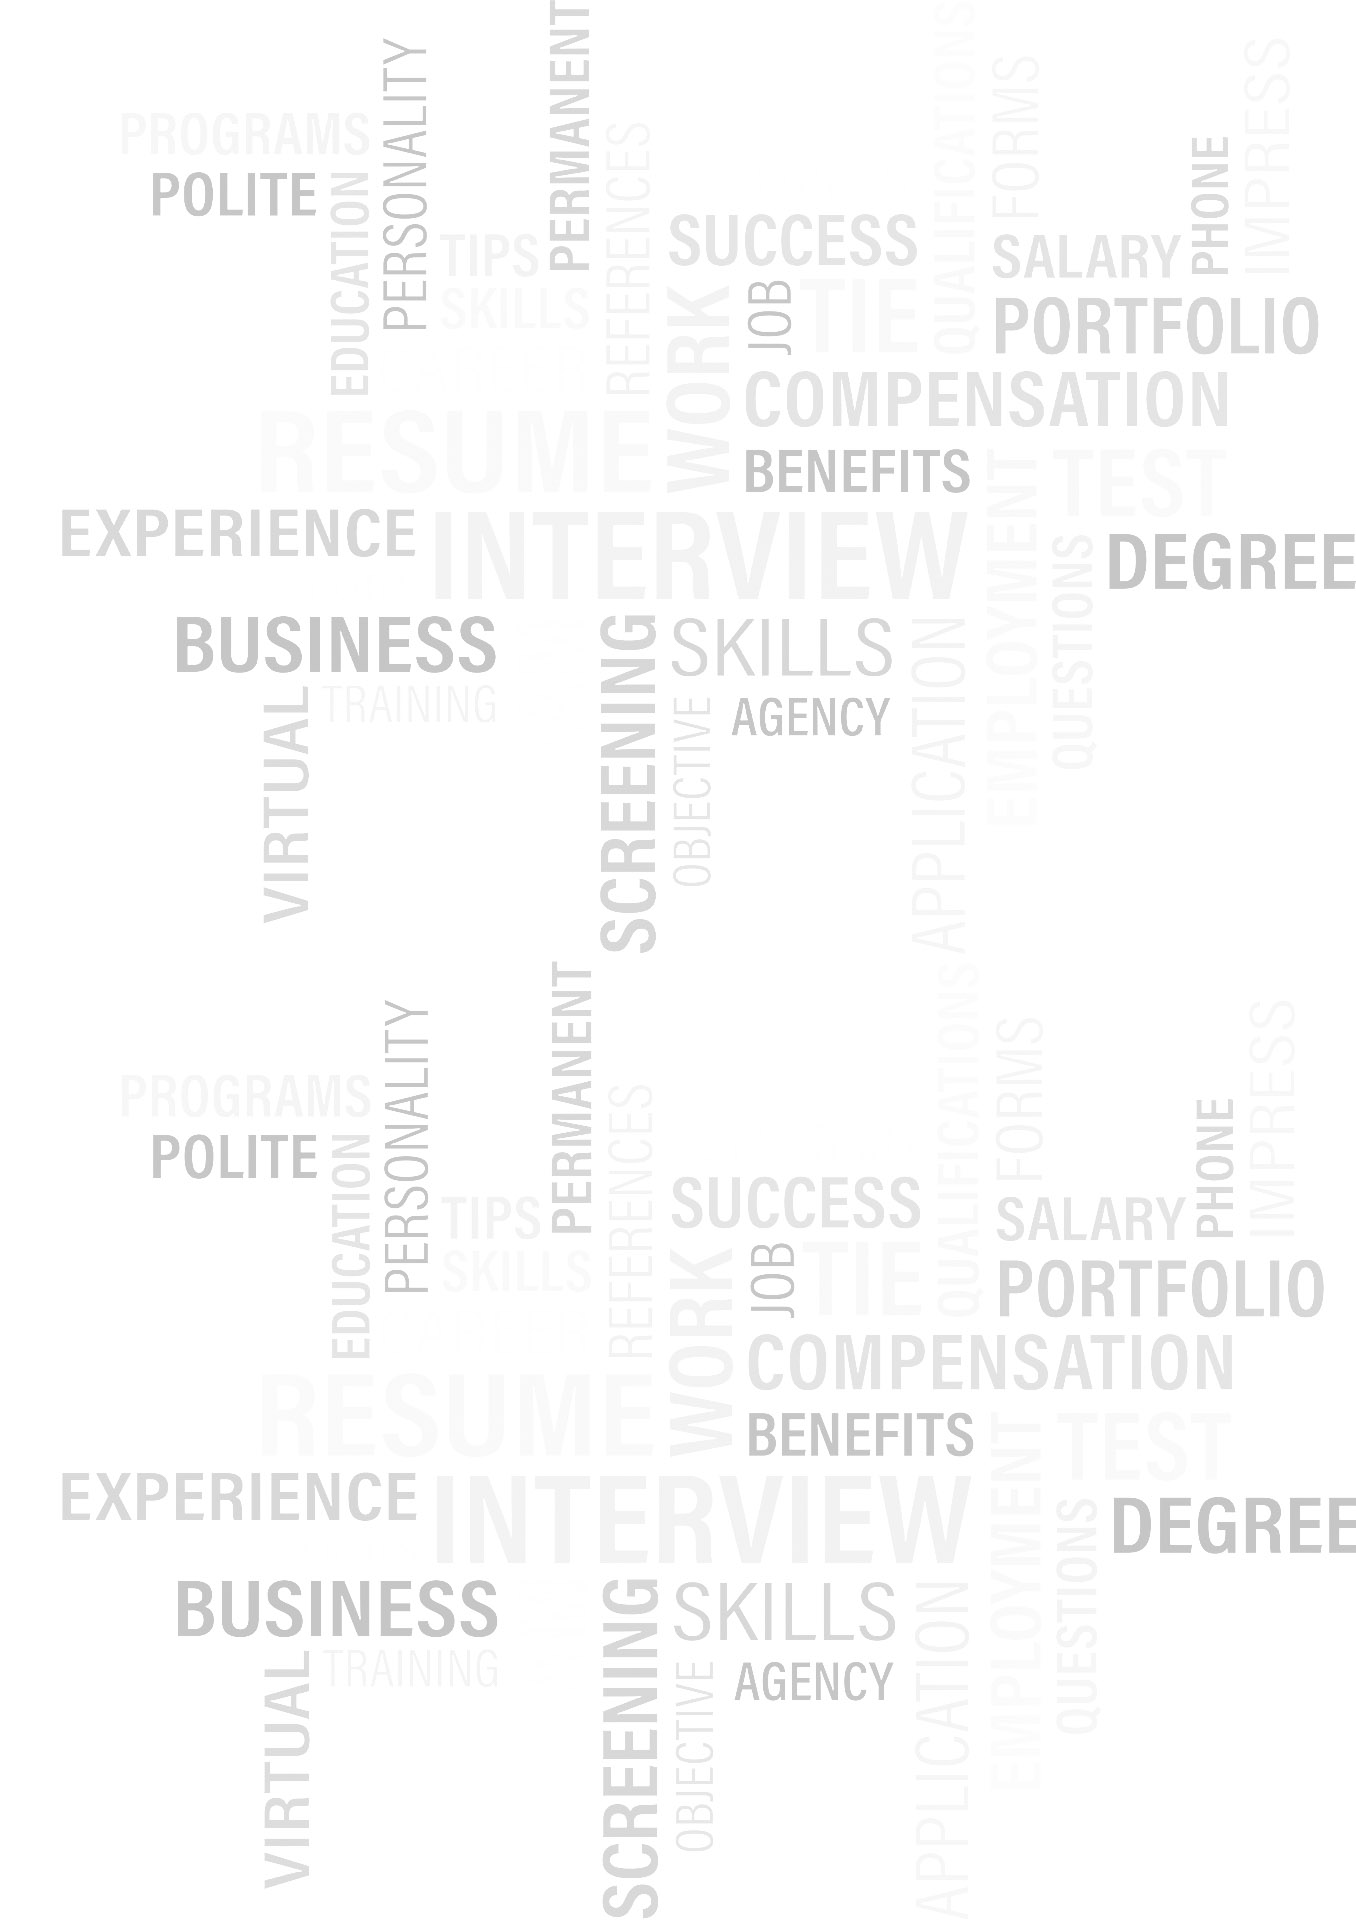 PERMANENT
QUALIFICATIONS
PERSONALITY
FORMS
IMPRESS
PROGRAMS
REFERENCES
PHONE
POLITE
EDUCATION
SUCCESS
TIPS
SALARY
SKILLS
JOB
TIE
WORK
PORTFOLIO
COMPENSATION
RESUME
BENEFITS
EMPLOYMENT
TEST
EXPERIENCE
INTERVIEW
QUESTIONS
DEGREE
BUSINESS
SCREENING
SKILLS
APPLICATION
VIRTUAL
TRAINING
OBJECTIVE
AGENCY
PERMANENT
QUALIFICATIONS
PERSONALITY
FORMS
IMPRESS
PROGRAMS
REFERENCES
PHONE
POLITE
EDUCATION
SUCCESS
TIPS
SALARY
SKILLS
JOB
TIE
WORK
PORTFOLIO
COMPENSATION
RESUME
BENEFITS
EMPLOYMENT
TEST
EXPERIENCE
INTERVIEW
QUESTIONS
DEGREE
BUSINESS
SCREENING
SKILLS
APPLICATION
VIRTUAL
TRAINING
OBJECTIVE
AGENCY